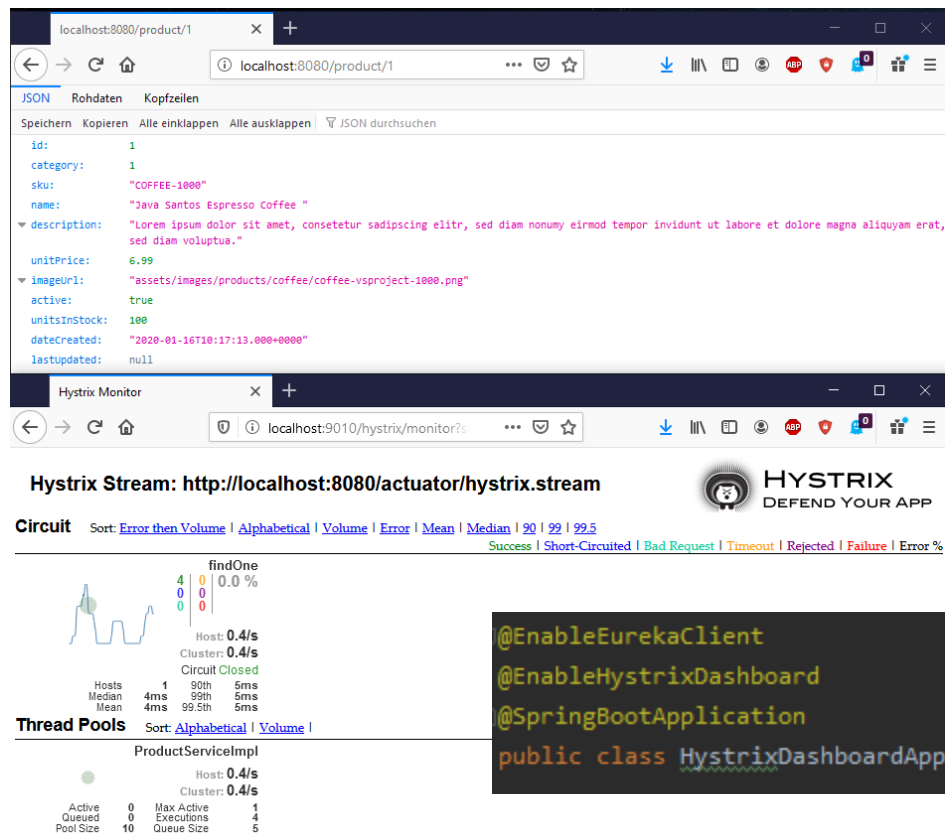 localhost:8080/product/1
localhost:8080/product/1
ABP
0
JSON Rohdaten Kopfzeilen
Speichern Kopieren Alle einklappen Alle ausklappen JSON durchsuchen
id: 1
category: 1
sku: "COFFEE-1000"
name: "Java Santos Espresso Coffee "
description: "Lorem ipsum dolor sit amet, consetetur sadipscing elitr, sed diam nonumy eirmod tempor invidunt ut labore et dolore magna aliquyam erat,
sed diam voluptua."
unitPrice: 6.99
imageUrl: "assets/images/products/coffee/coffee-vsproject-1000.png"
active: true
unitsInStock: 100
dateCreated: "2020-01-16T10:17:13.000+0000"
lastUpdated: null
Hystrix Monitor
localhost:9010/hystrix/monitor?s
ABP
0
Hystrix Stream: http://localhost:8080/actuator/hystrix.stream
HYSTRIX
DEFEND YOUR APP
Circuit Sort: Error then Volume | Alphabetical | Volume | Error | Mean | Median | 90 | 99 | 99.5
Success | Short-Circuited | Bad Request | Timeout | Rejected | Failure | Error %
findOne
4 0 0.0 %
0 0
0 0
Host: 0.4/s
Cluster: 0.4/s
Circuit Closed
Hosts 1 90th 5ms
Median 4ms 99th 5ms
Mean 4ms 99.5th 5ms
Thread Pools Sort: Alphabetical | Volume |
ProductServiceImpl
Host: 0.4/s
Cluster: 0.4/s
Active 0 Max Active 1
Queued 0 Executions 4
Pool Size 10 Queue Size 5
@EnableEurekaClient
@EnableHystrixDashboard
@SpringBootApplication
public class HystrixDashboardApp